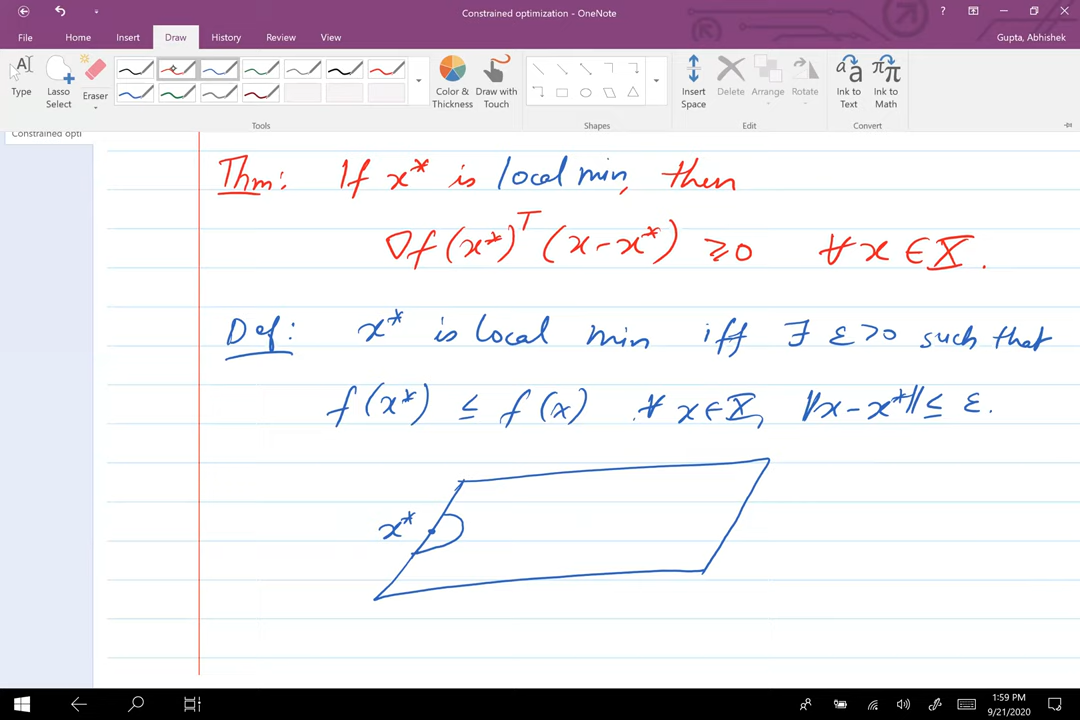 Constrained optimization - OneNote
File Home Insert Draw History Review View Gupta, Abhishek
Type Lasso Select Eraser Color & Thickness Draw with Touch Insert Space Delete Arrange Rotate Ink to Text Ink to Math
Tools Shapes Edit Convert
Constrained opti
Thm: If x* is local min, then
∇f(x*)ᵀ(x-x*) ≥0 ∀x ∈ X.
Def: x* is local min iff ∃ ε>0 such that
f(x*) ≤ f(x) ∀ x∈X, ||x-x*||≤ ε.
x*
1:59 PM
9/21/2020